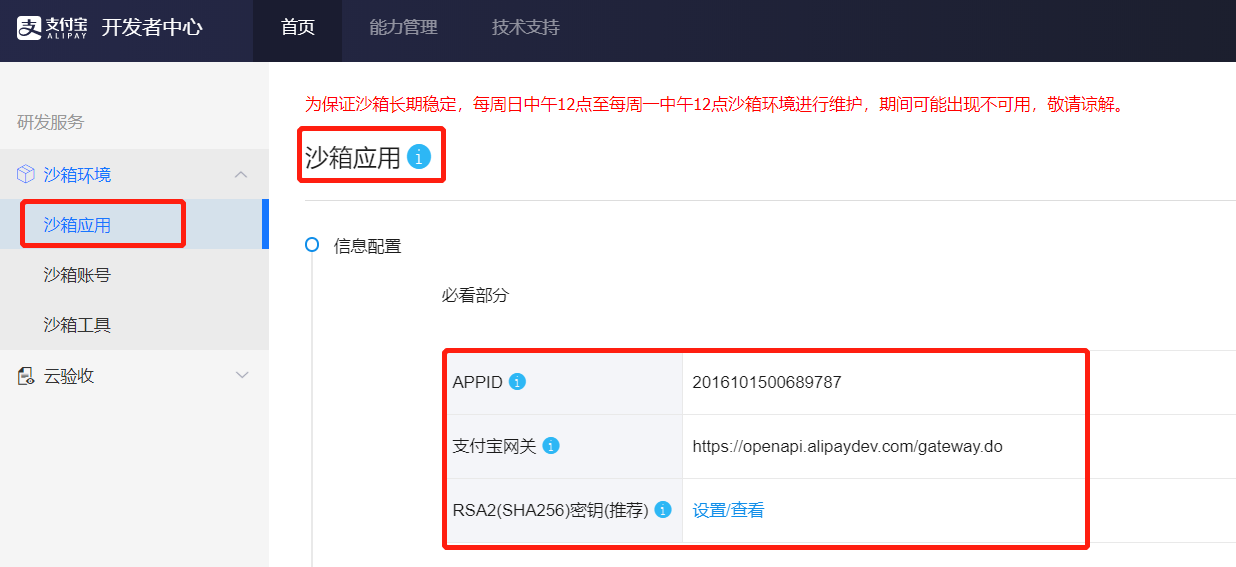 支付宝 ALIPAY 开发者中心 首页 能力管理 技术支持
研发服务
沙箱环境
沙箱应用
沙箱账号
沙箱工具
云验收
为保证沙箱长期稳定，每周日中午12点至每周一中午12点沙箱环境进行维护，期间可能出现不可用，敬请谅解。
沙箱应用
信息配置
必看部分
APPID 2016101500689787
支付宝网关 https://openapi.alipaydev.com/gateway.do
RSA2(SHA256)密钥(推荐) 设置/查看